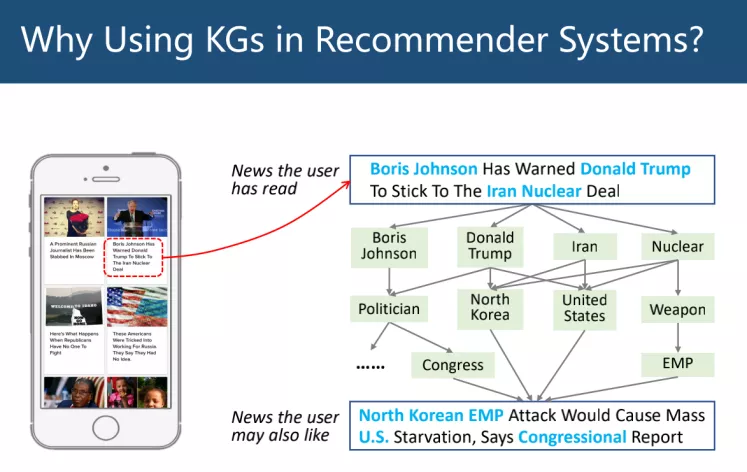 Why Using KGs in Recommender Systems?
News the user
has read
Boris Johnson Has Warned Donald Trump
To Stick To The Iran Nuclear Deal
A Prominent Russian
Journalist Has Been
Stabbed In Moscow
Boris Johnson Has
Warned Donald
Trump To Stick To
The Iran Nuclear
Deal
WELCOME TO IDAHO
Here's What Happens
When Republicans
Have No One To
Fight
These Americans
Were Tricked Into
Working For Russia.
They Say They Had
No Idea.
Boris
Johnson
Donald
Trump
Iran
Nuclear
Politician
North
Korea
United
States
Weapon
......
Congress
EMP
News the user
may also like
North Korean EMP Attack Would Cause Mass
U.S. Starvation, Says Congressional Report